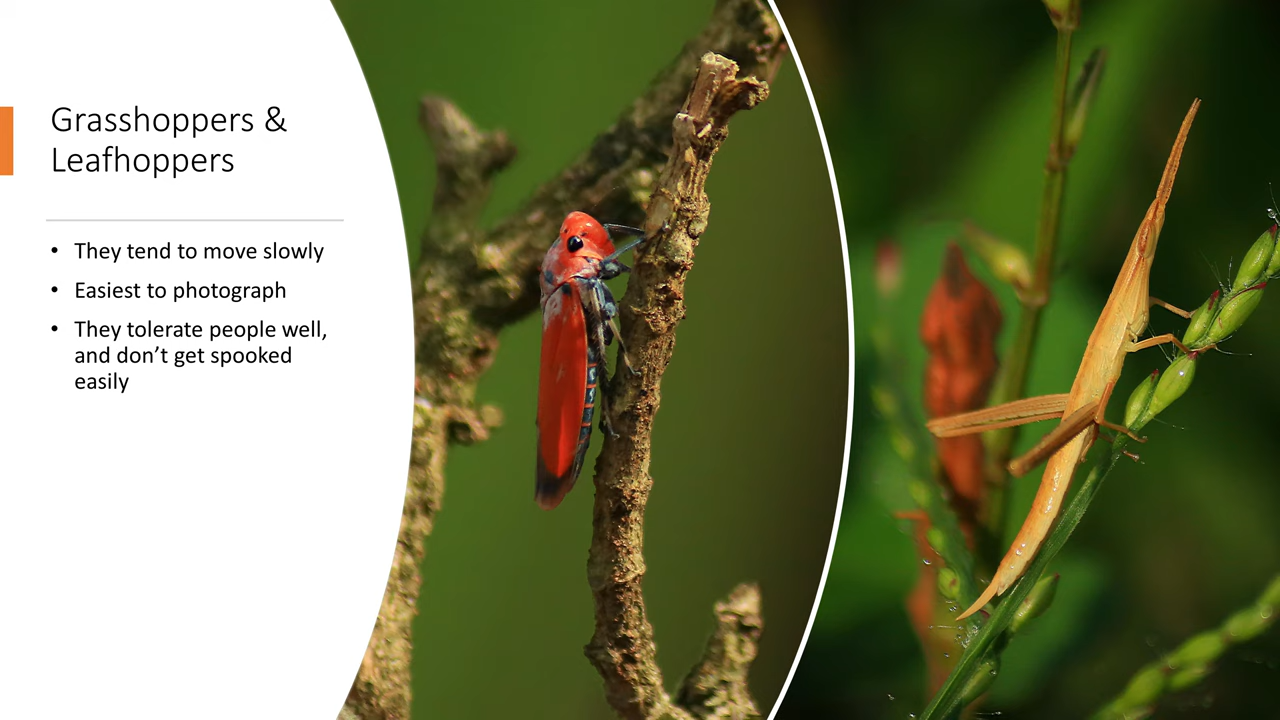 Grasshoppers &
Leafhoppers
• They tend to move slowly
• Easiest to photograph
• They tolerate people well,
and don’t get spooked
easily